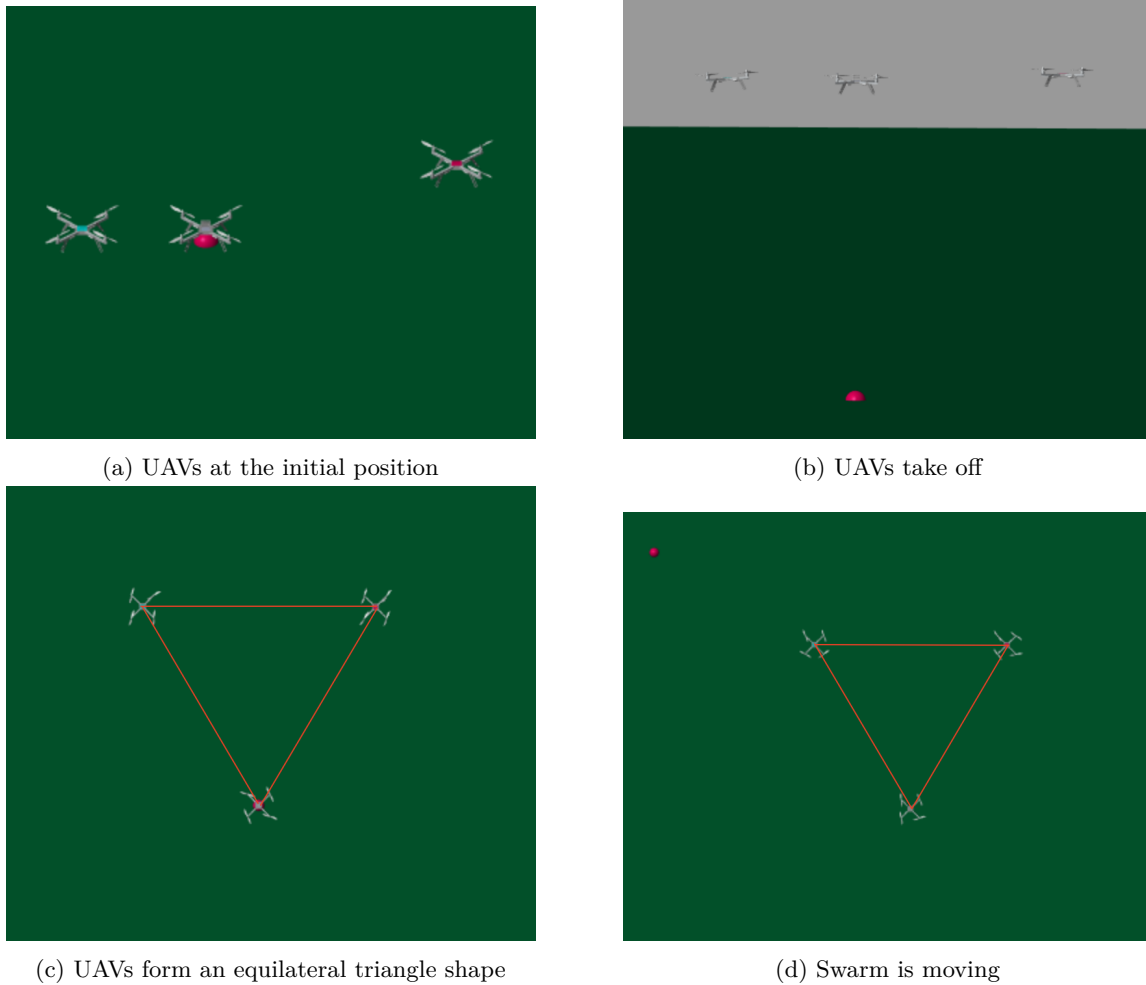 (a) UAVs at the initial position
(b) UAVs take off
(c) UAVs form an equilateral triangle shape
(d) Swarm is moving